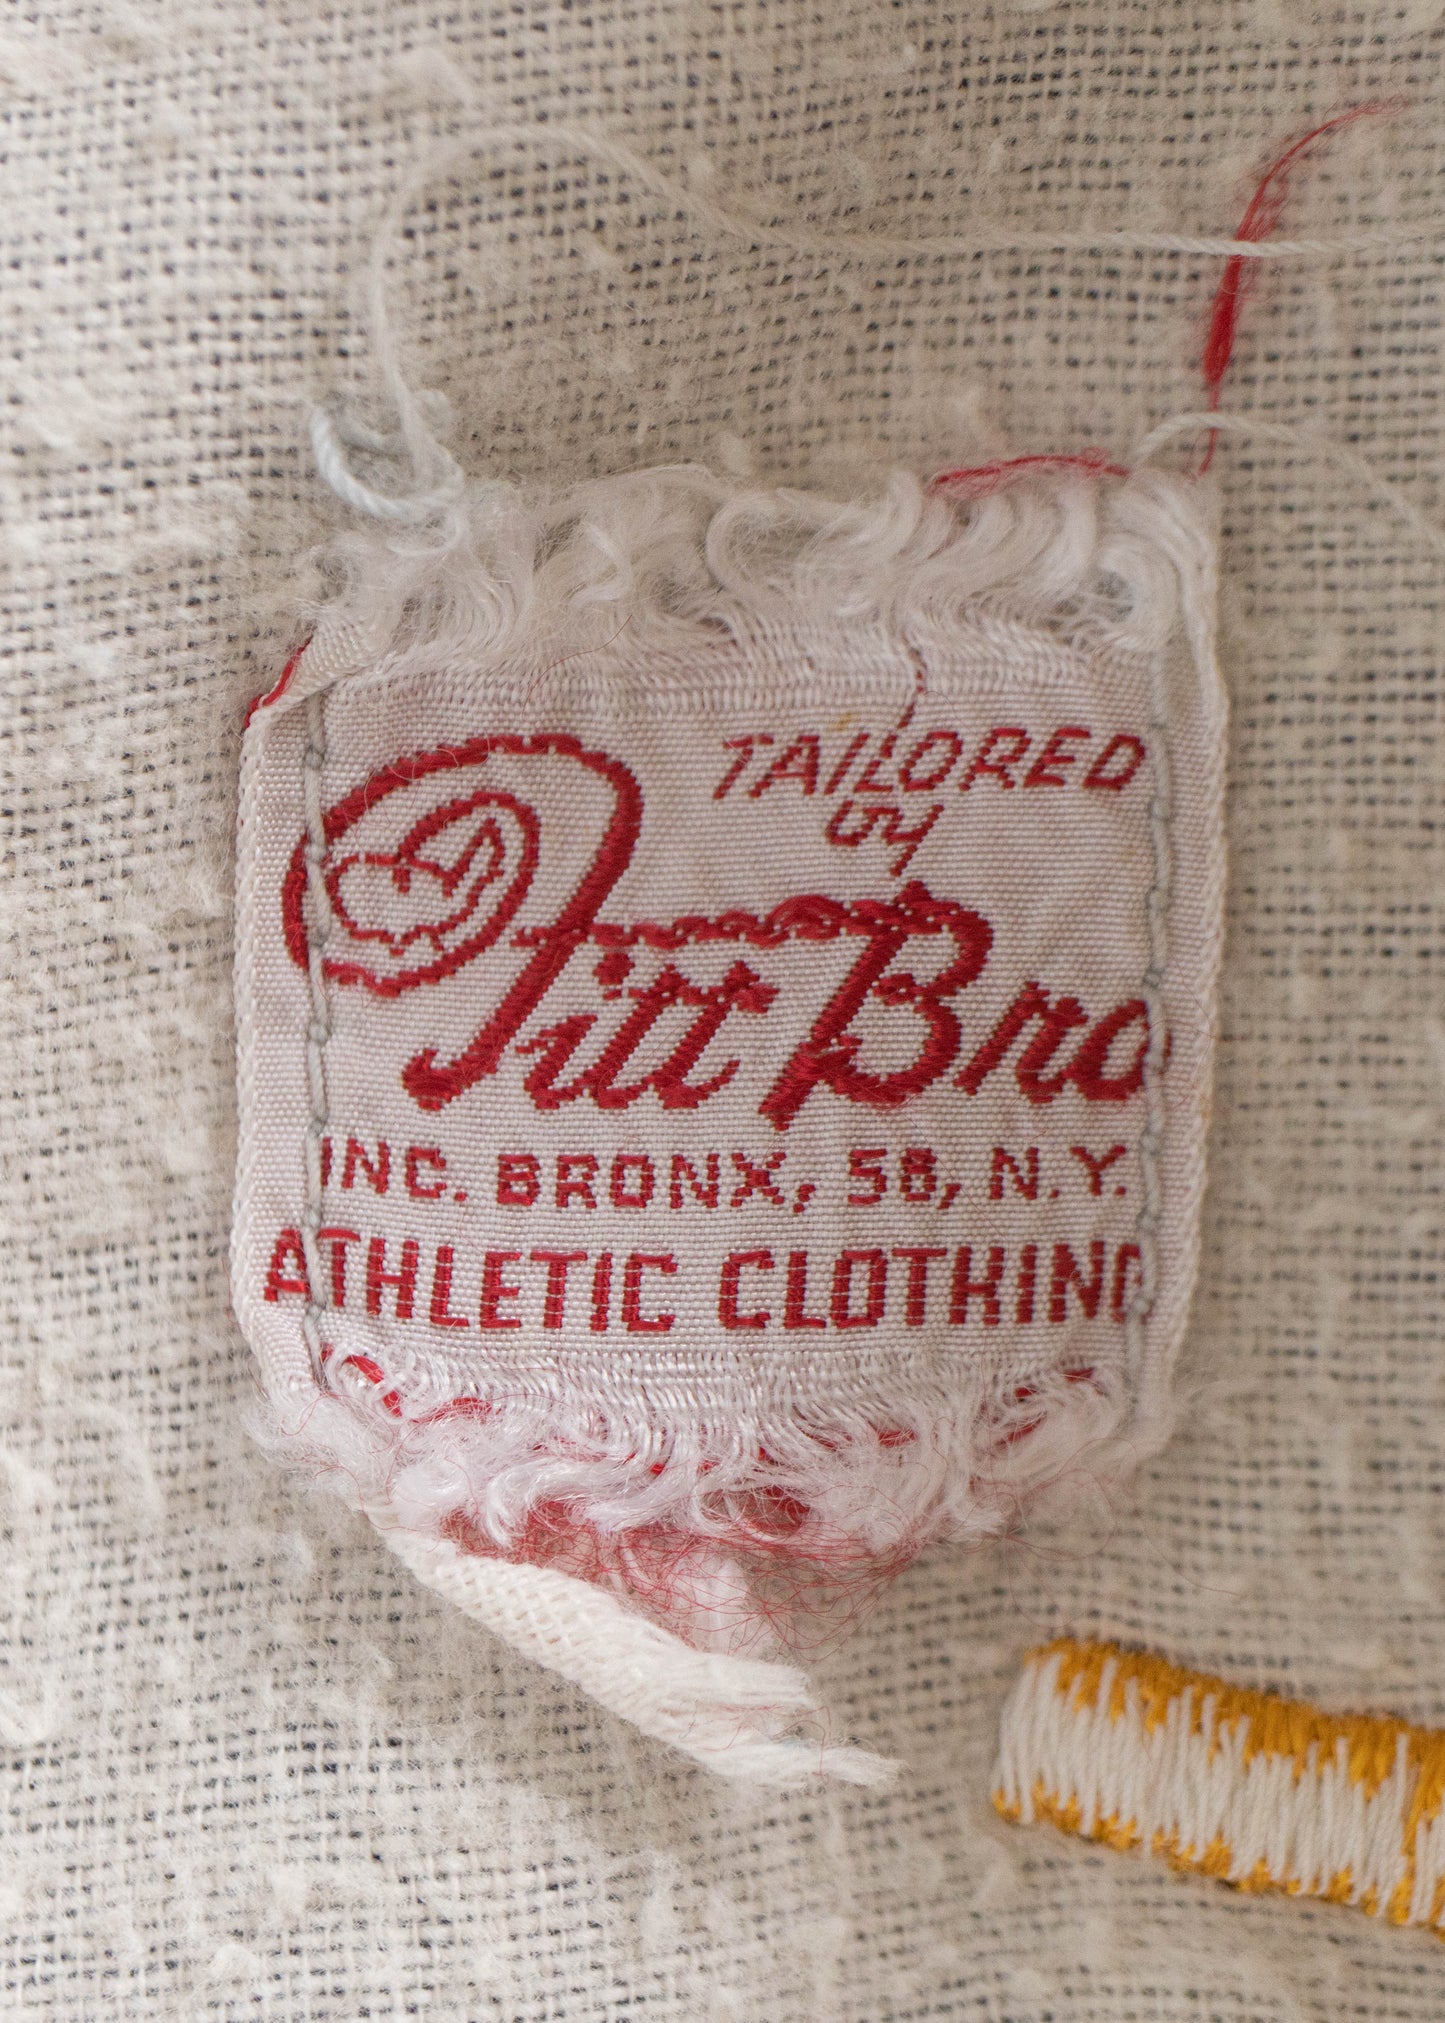 TAILORED
by
Pitt Bro
INC. BRONX, 58, N.Y.
ATHLETIC CLOTHING